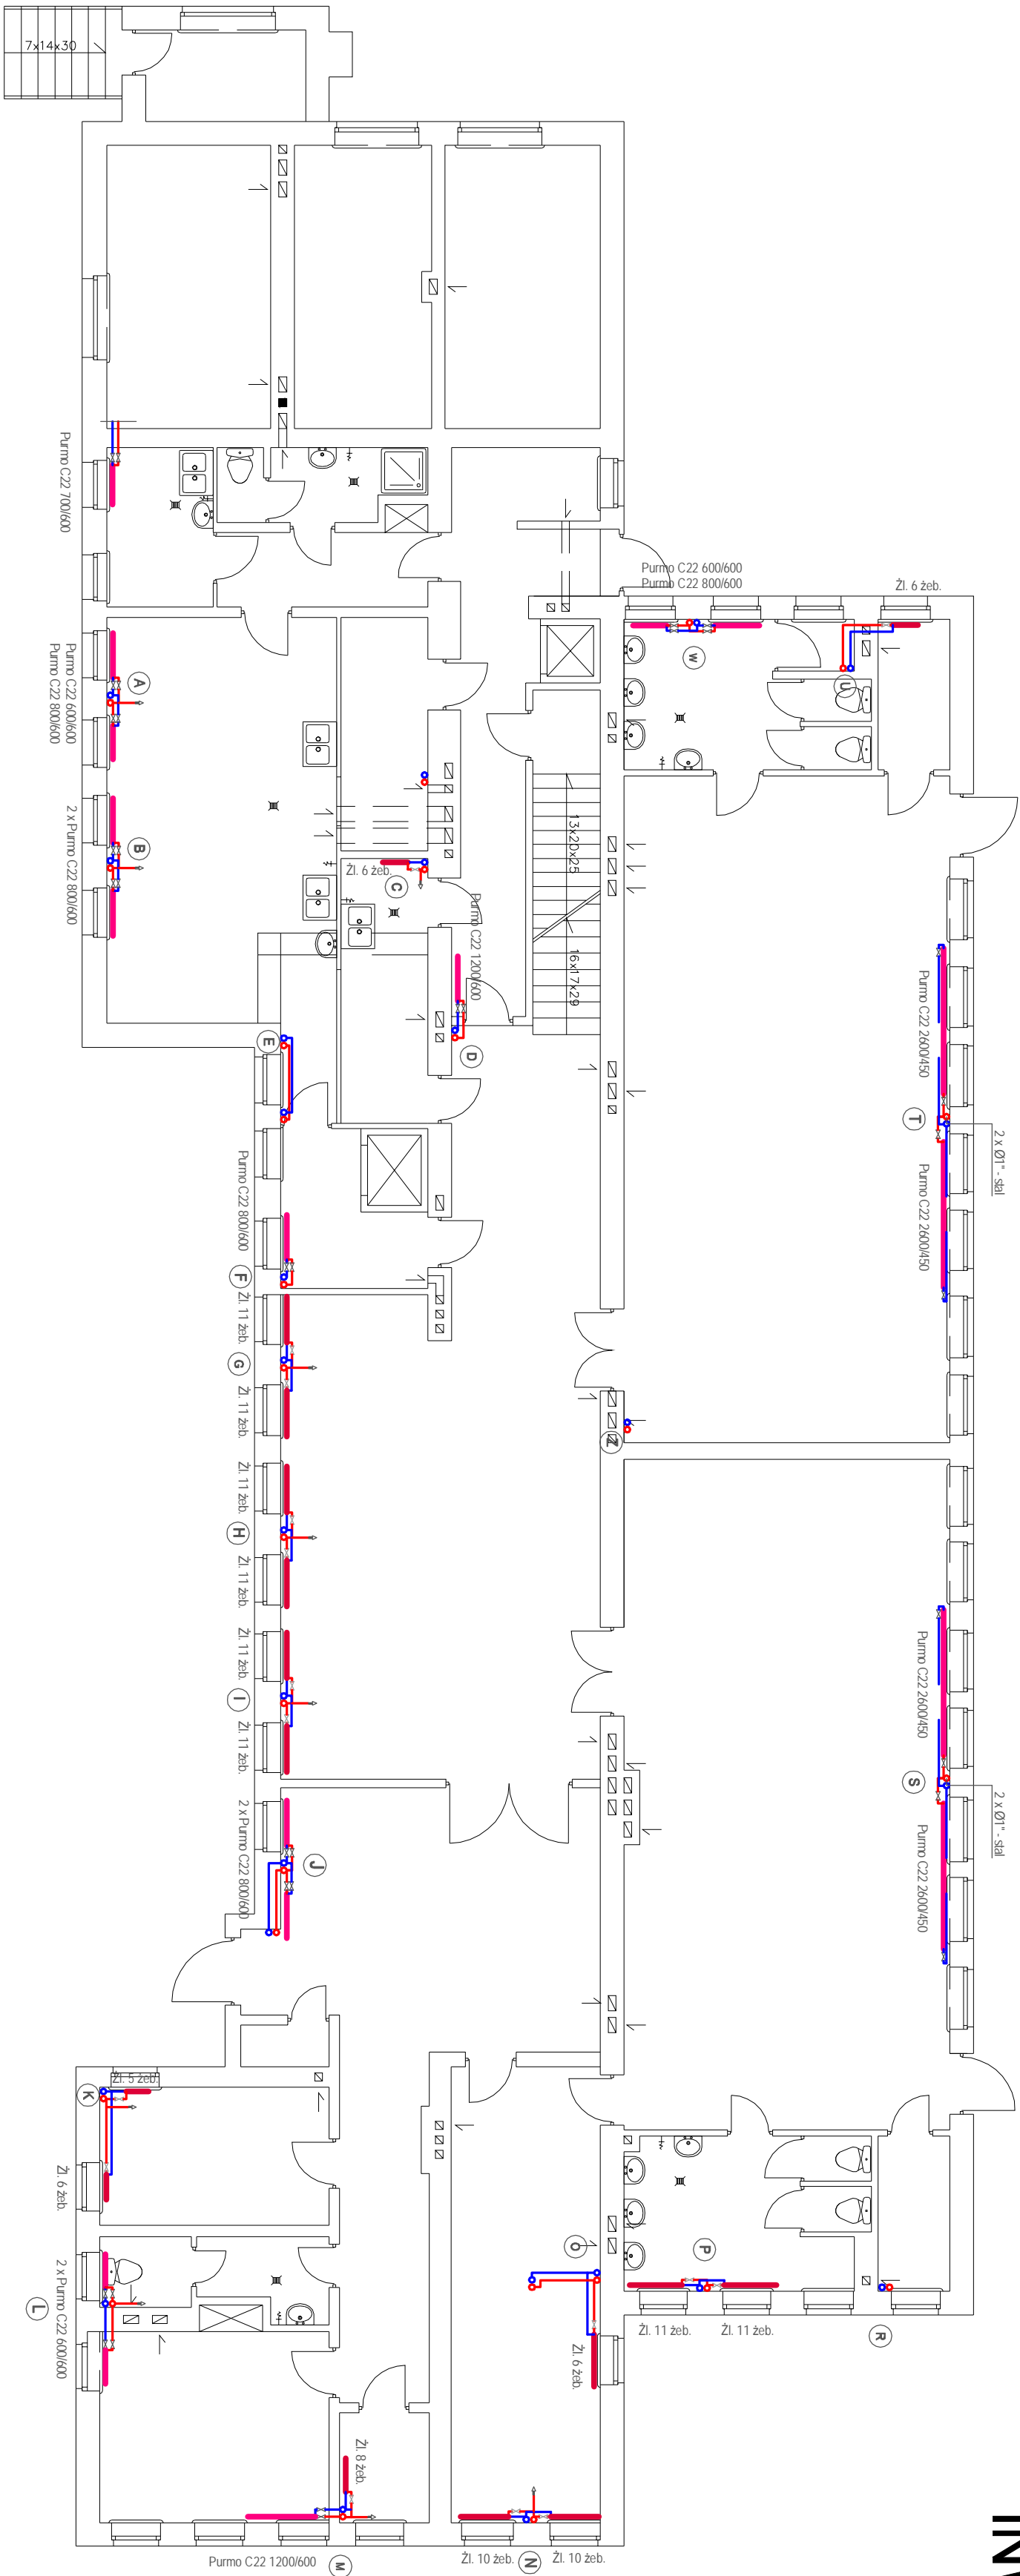 7x14x30
Purmo C22 700/600
Purmo C22 600/600
Purmo C22 800/600
Żl. 6 żeb.
W
U
A
Purmo C22 600/600
Purmo C22 800/600
B
2 x Purmo C22 800/600
13x20x25
16x17x29
Żl. 6 żeb.
C
Purmo C22 1200/600
D
E
Purmo C22 2600/450
T
2 x Ø1" - stal
Purmo C22 2600/450
Purmo C22 800/600
F
Żl. 11 żeb.
G
Żl. 11 żeb.
Z
Żl. 11 żeb.
H
Żl. 11 żeb.
Żl. 11 żeb.
I
Żl. 11 żeb.
Purmo C22 2600/450
S
2 x Ø1" - stal
Purmo C22 2600/450
2 x Purmo C22 800/600
J
Żl. 5 żeb.
K
Żl. 6 żeb.
2 x Purmo C22 600/600
L
O
P
Żl. 11 żeb.
Żl. 11 żeb.
R
Żl. 6 żeb.
Żl. 8 żeb.
Purmo C22 1200/600
M
Żl. 10 żeb.
N
Żl. 10 żeb.